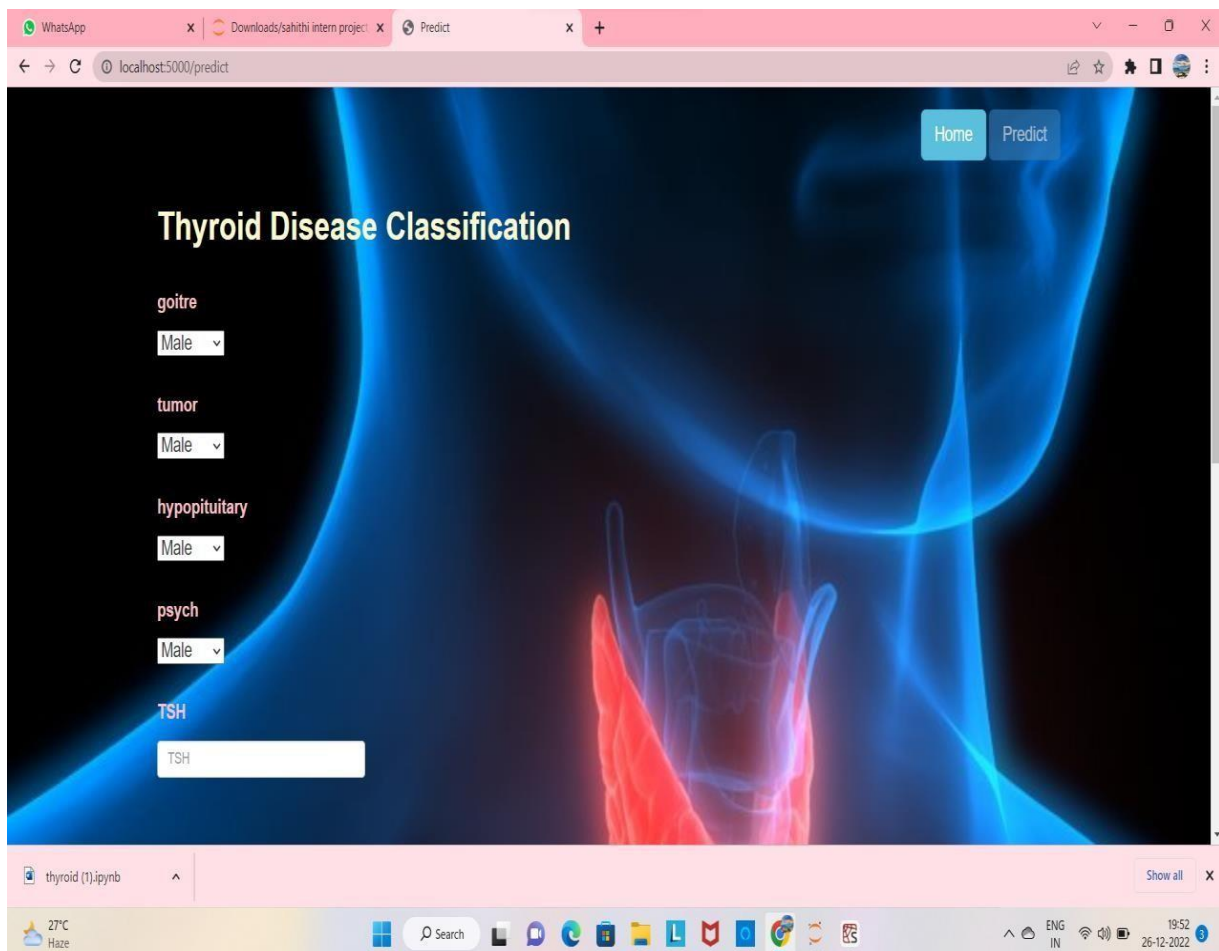 WhatsApp
Downloads/sahithi intern project
Predict
localhost:5000/predict
Home
Predict
Thyroid Disease Classification
goitre
Male
tumor
Male
hypopituitary
Male
psych
Male
TSH
TSH
thyroid (1).ipynb
Show all
27°C
Haze
Search
ENG
IN
19:52
26-12-2022
3